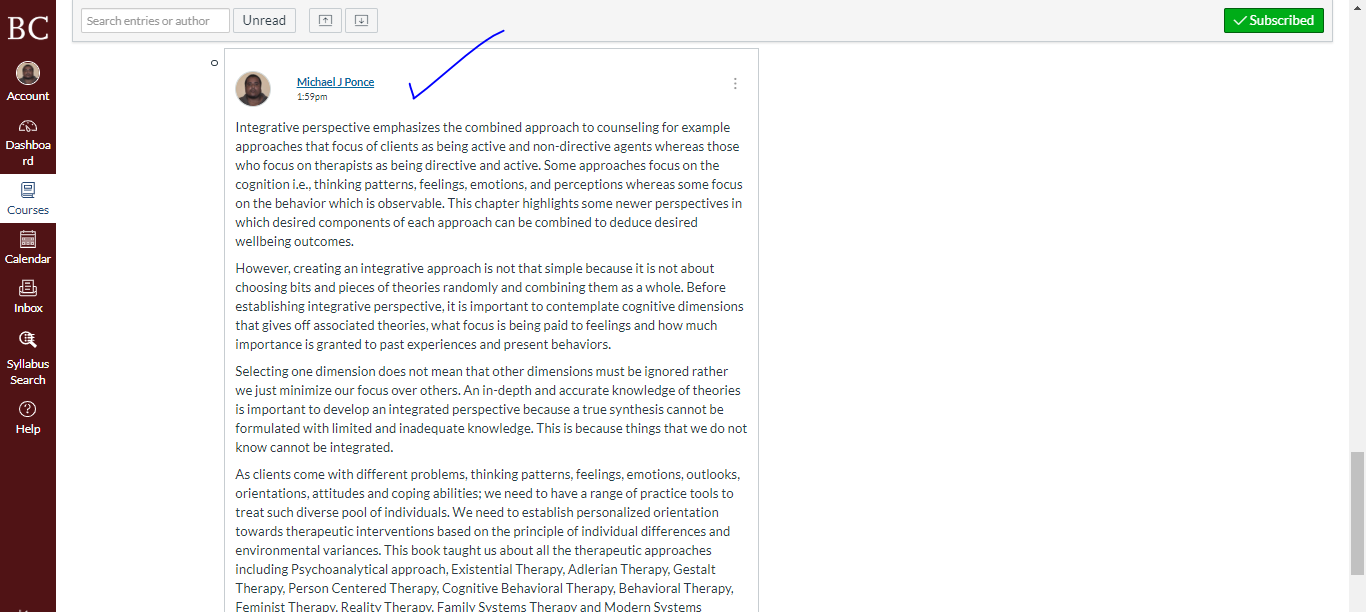 Search entries or author
Unread
Subscribed
BC
Account
Dashboa
rd
Courses
Calendar
Inbox
Syllabus
Search
Help
Michael J Ponce
1:59pm
Integrative perspective emphasizes the combined approach to counseling for example
approaches that focus of clients as being active and non-directive agents whereas those
who focus on therapists as being directive and active. Some approaches focus on the
cognition i.e., thinking patterns, feelings, emotions, and perceptions whereas some focus
on the behavior which is observable. This chapter highlights some newer perspectives in
which desired components of each approach can be combined to deduce desired
wellbeing outcomes.
However, creating an integrative approach is not that simple because it is not about
choosing bits and pieces of theories randomly and combining them as a whole. Before
establishing integrative perspective, it is important to contemplate cognitive dimensions
that gives off associated theories, what focus is being paid to feelings and how much
importance is granted to past experiences and present behaviors.
Selecting one dimension does not mean that other dimensions must be ignored rather
we just minimize our focus over others. An in-depth and accurate knowledge of theories
is important to develop an integrated perspective because a true synthesis cannot be
formulated with limited and inadequate knowledge. This is because things that we do not
know cannot be integrated.
As clients come with different problems, thinking patterns, feelings, emotions, outlooks,
orientations, attitudes and coping abilities; we need to have a range of practice tools to
treat such diverse pool of individuals. We need to establish personalized orientation
towards therapeutic interventions based on the principle of individual differences and
environmental variances. This book taught us about all the therapeutic approaches
including Psychoanalytical approach, Existential Therapy, Adlerian Therapy, Gestalt
Therapy, Person Centered Therapy, Cognitive Behavioral Therapy, Behavioral Therapy,
Feminist Therapy, Reality Therapy, Family Systems Therapy and Modern Systems